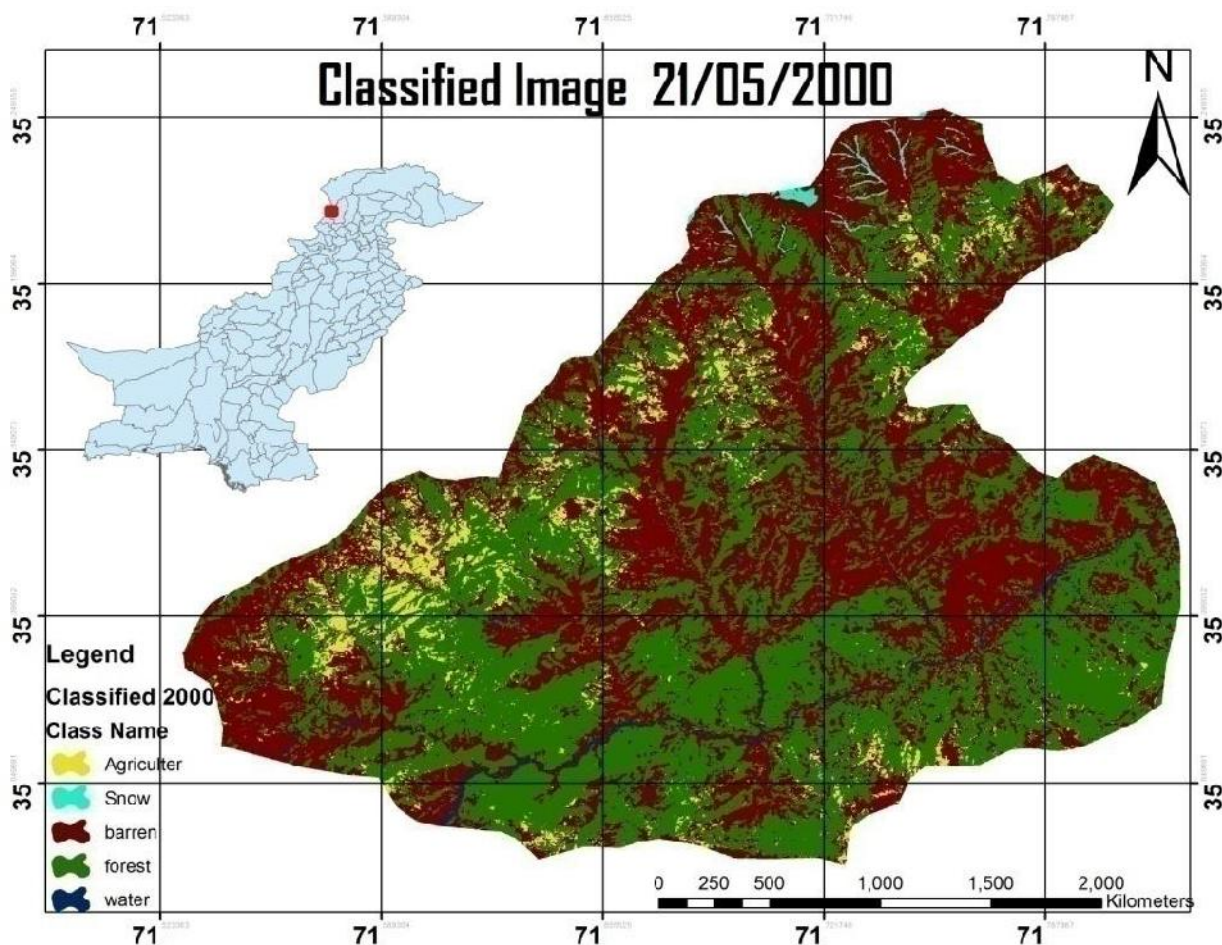 71 71 71 71 71
Classified Image 21/05/2000
N
35 35
35 35
35 35
35 35
35 35
Legend
Classified 2000
Class Name
Agriculter
Snow
barren
forest
water
0 250 500 1,000 1,500 2,000
Kilometers
71 71 71 71 71